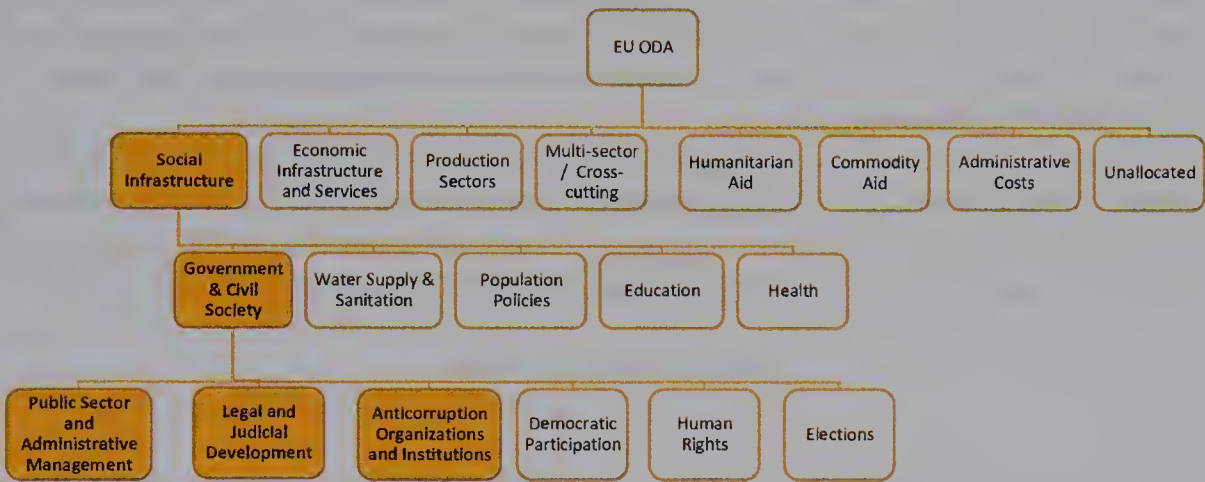 EU ODA
Social
Infrastructure
Economic
Infrastructure
and Services
Production
Sectors
Multi-sector
/ Cross-
cutting
Humanitarian
Aid
Commodity
Aid
Administrative
Costs
Unallocated
Government
& Civil
Society
Water Supply &
Sanitation
Population
Policies
Education
Health
Public Sector
and
Administrative
Management
Legal and
Judicial
Development
Anticorruption
Organizations
and Institutions
Democratic
Participation
Human
Rights
Elections